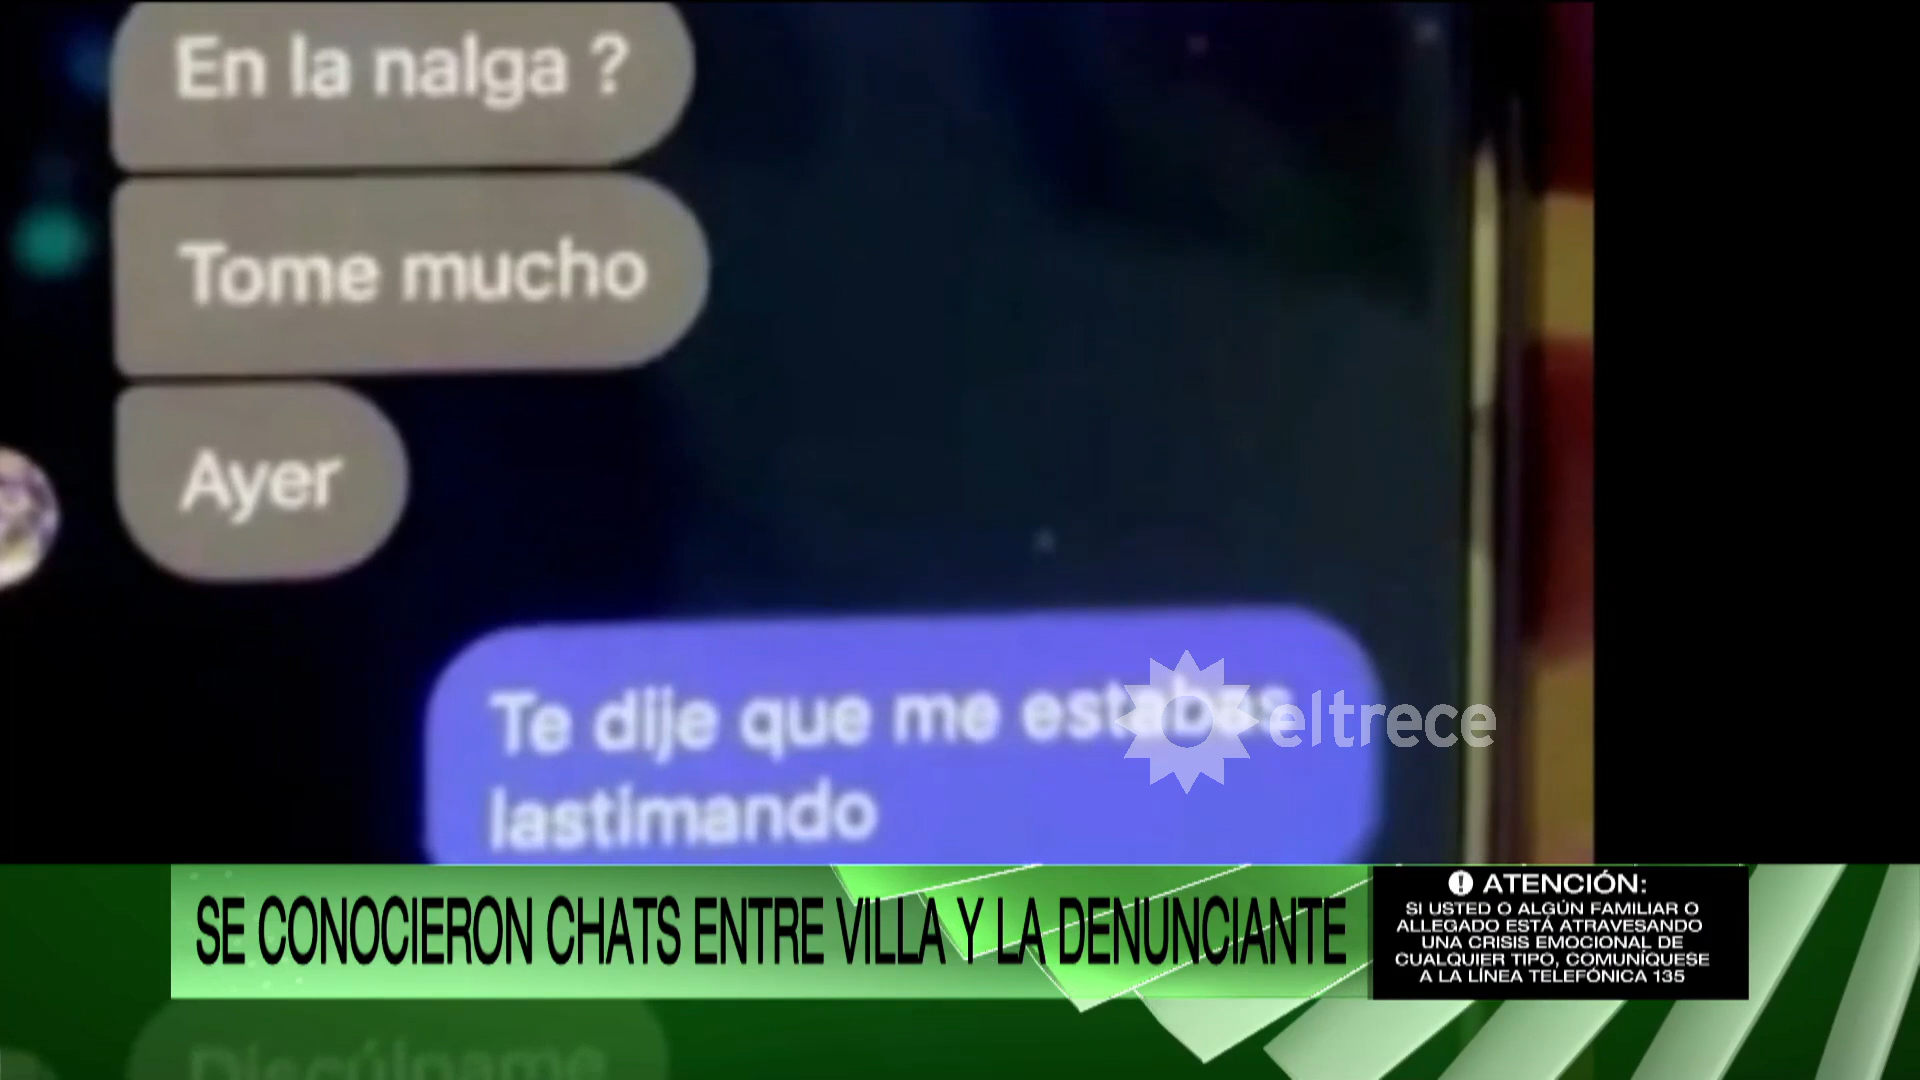 En la nalga ?
Tome mucho
Ayer
Te dije que me estabas
lastimando
eltrece
SE CONOCIERON CHATS ENTRE VILLA Y LA DENUNCIANTE
! ATENCIÓN:
SI USTED O ALGÚN FAMILIAR O
ALLEGADO ESTÁ ATRAVESANDO
UNA CRISIS EMOCIONAL DE
CUALQUIER TIPO, COMUNÍQUESE
A LA LÍNEA TELEFÓNICA 135
Discúlpame